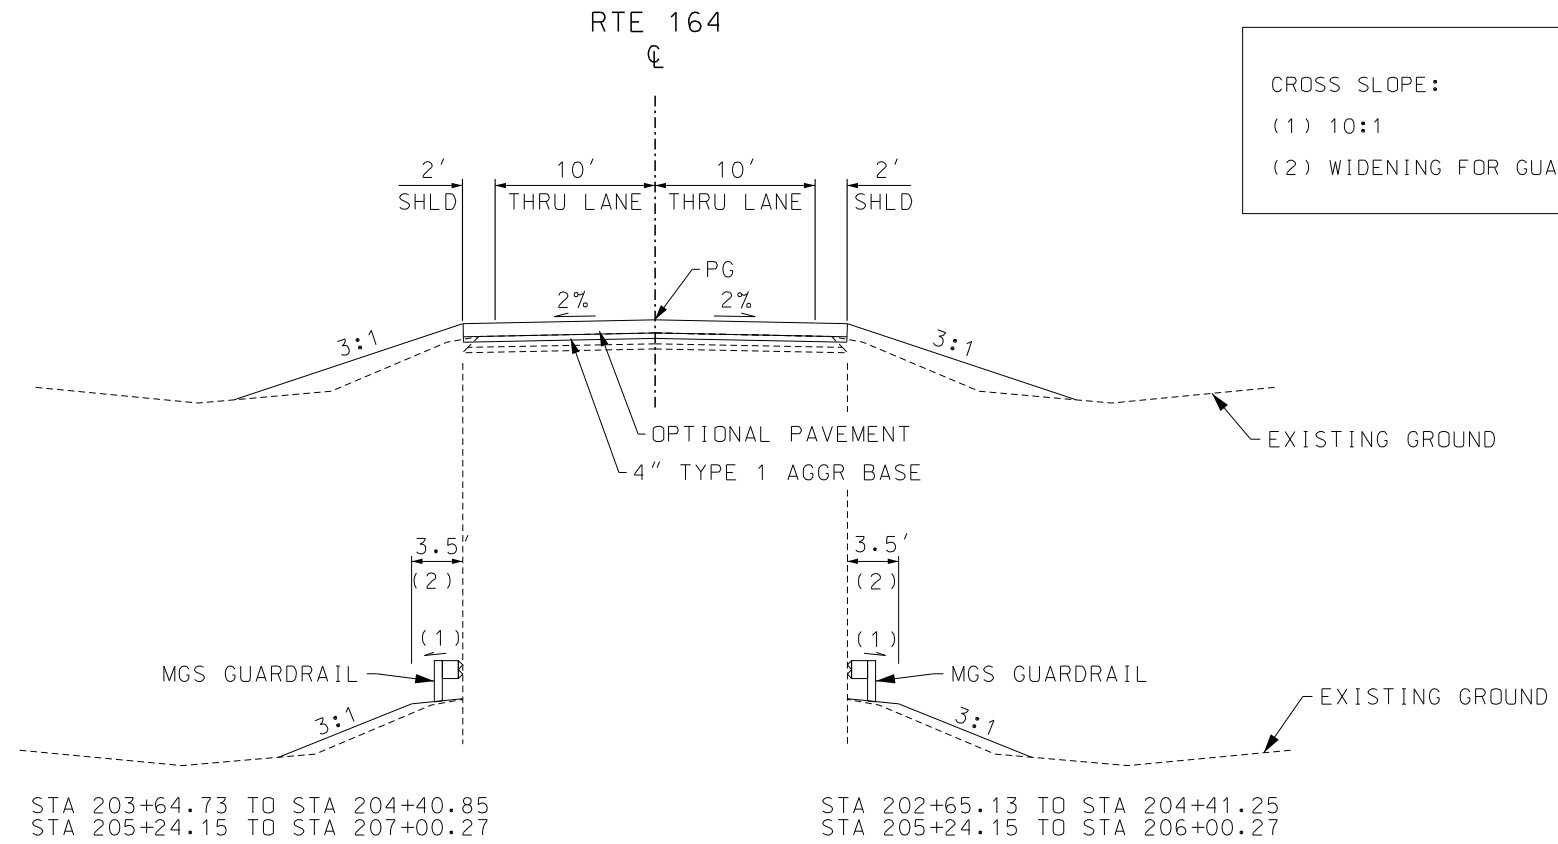 RTE 164
℄
CROSS SLOPE:
(1) 10:1
(2) WIDENING FOR GUA
2' 10' 10' 2'
SHLD THRU LANE THRU LANE SHLD
PG
2% 2%
3:1 3:1
OPTIONAL PAVEMENT
EXISTING GROUND
4" TYPE 1 AGGR BASE
3.5' 3.5'
(2) (2)
(1) (1)
MGS GUARDRAIL MGS GUARDRAIL
EXISTING GROUND
3:1 3:1
STA 203+64.73 TO STA 204+40.85
STA 205+24.15 TO STA 207+00.27
STA 202+65.13 TO STA 204+41.25
STA 205+24.15 TO STA 206+00.27